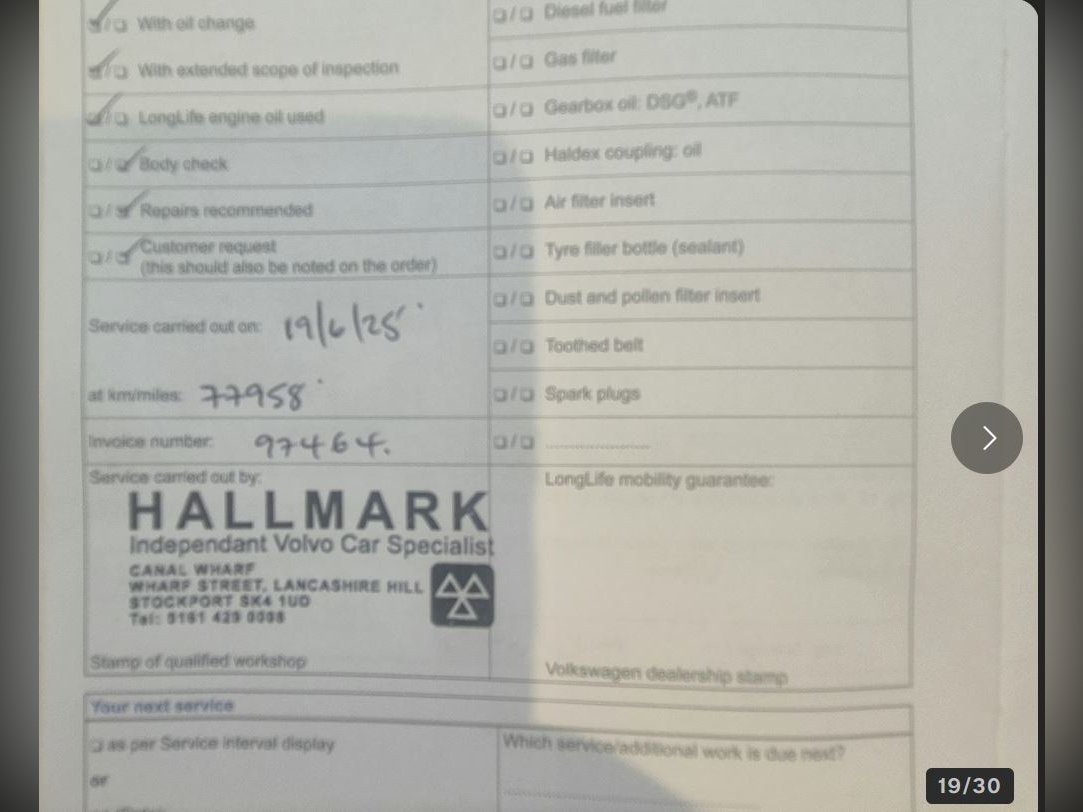 With oil change
With extended scope of inspection
LongLife engine oil used
Body check
Repairs recommended
Customer request
(this should also be noted on the order)
Service carried out on: 19/6/25
at km/miles: 77958
Invoice number: 97464.
Service carried out by:
HALLMARK
Independant Volvo Car Specialist
CANAL WHARF
WHARF STREET, LANCASHIRE HILL
STOCKPORT SK4 1UD
Tel: 0161 429
Stamp of qualified workshop
Diesel fuel filter
Gas filter
Gearbox oil: DSG®, ATF
Haldex coupling: oil
Air filter insert
Tyre filler bottle (sealant)
Dust and pollen filter insert
Toothed belt
Spark plugs
LongLife mobility guarantee:
Volkswagen dealership stamp
Your next service
as per Service interval display
or
Which service/additional work is due next?
19/30